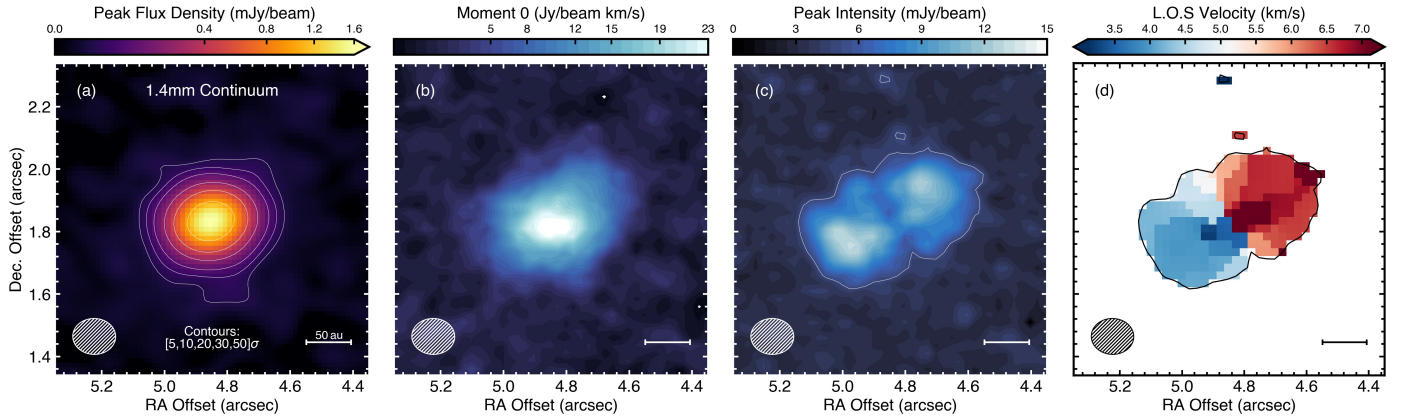 Peak Flux Density (mJy/beam)
0.0 0.4 0.8 1.2 1.6
Moment 0 (Jy/beam km/s)
5 8 12 15 19 23
Peak Intensity (mJy/beam)
0 3 6 9 12 15
L.O.S Velocity (km/s)
3.5 4.0 4.5 5.0 5.5 6.0 6.5 7.0
(a) 1.4mm Continuum
Contours:
[5,10,20,30,50]σ
50 au
(b)
(c)
(d)
Dec. Offset (arcsec)
2.2
2.0
1.8
1.6
1.4
5.2 5.0 4.8 4.6 4.4
RA Offset (arcsec)
5.2 5.0 4.8 4.6 4.4
RA Offset (arcsec)
5.2 5.0 4.8 4.6 4.4
RA Offset (arcsec)
5.2 5.0 4.8 4.6 4.4
RA Offset (arcsec)